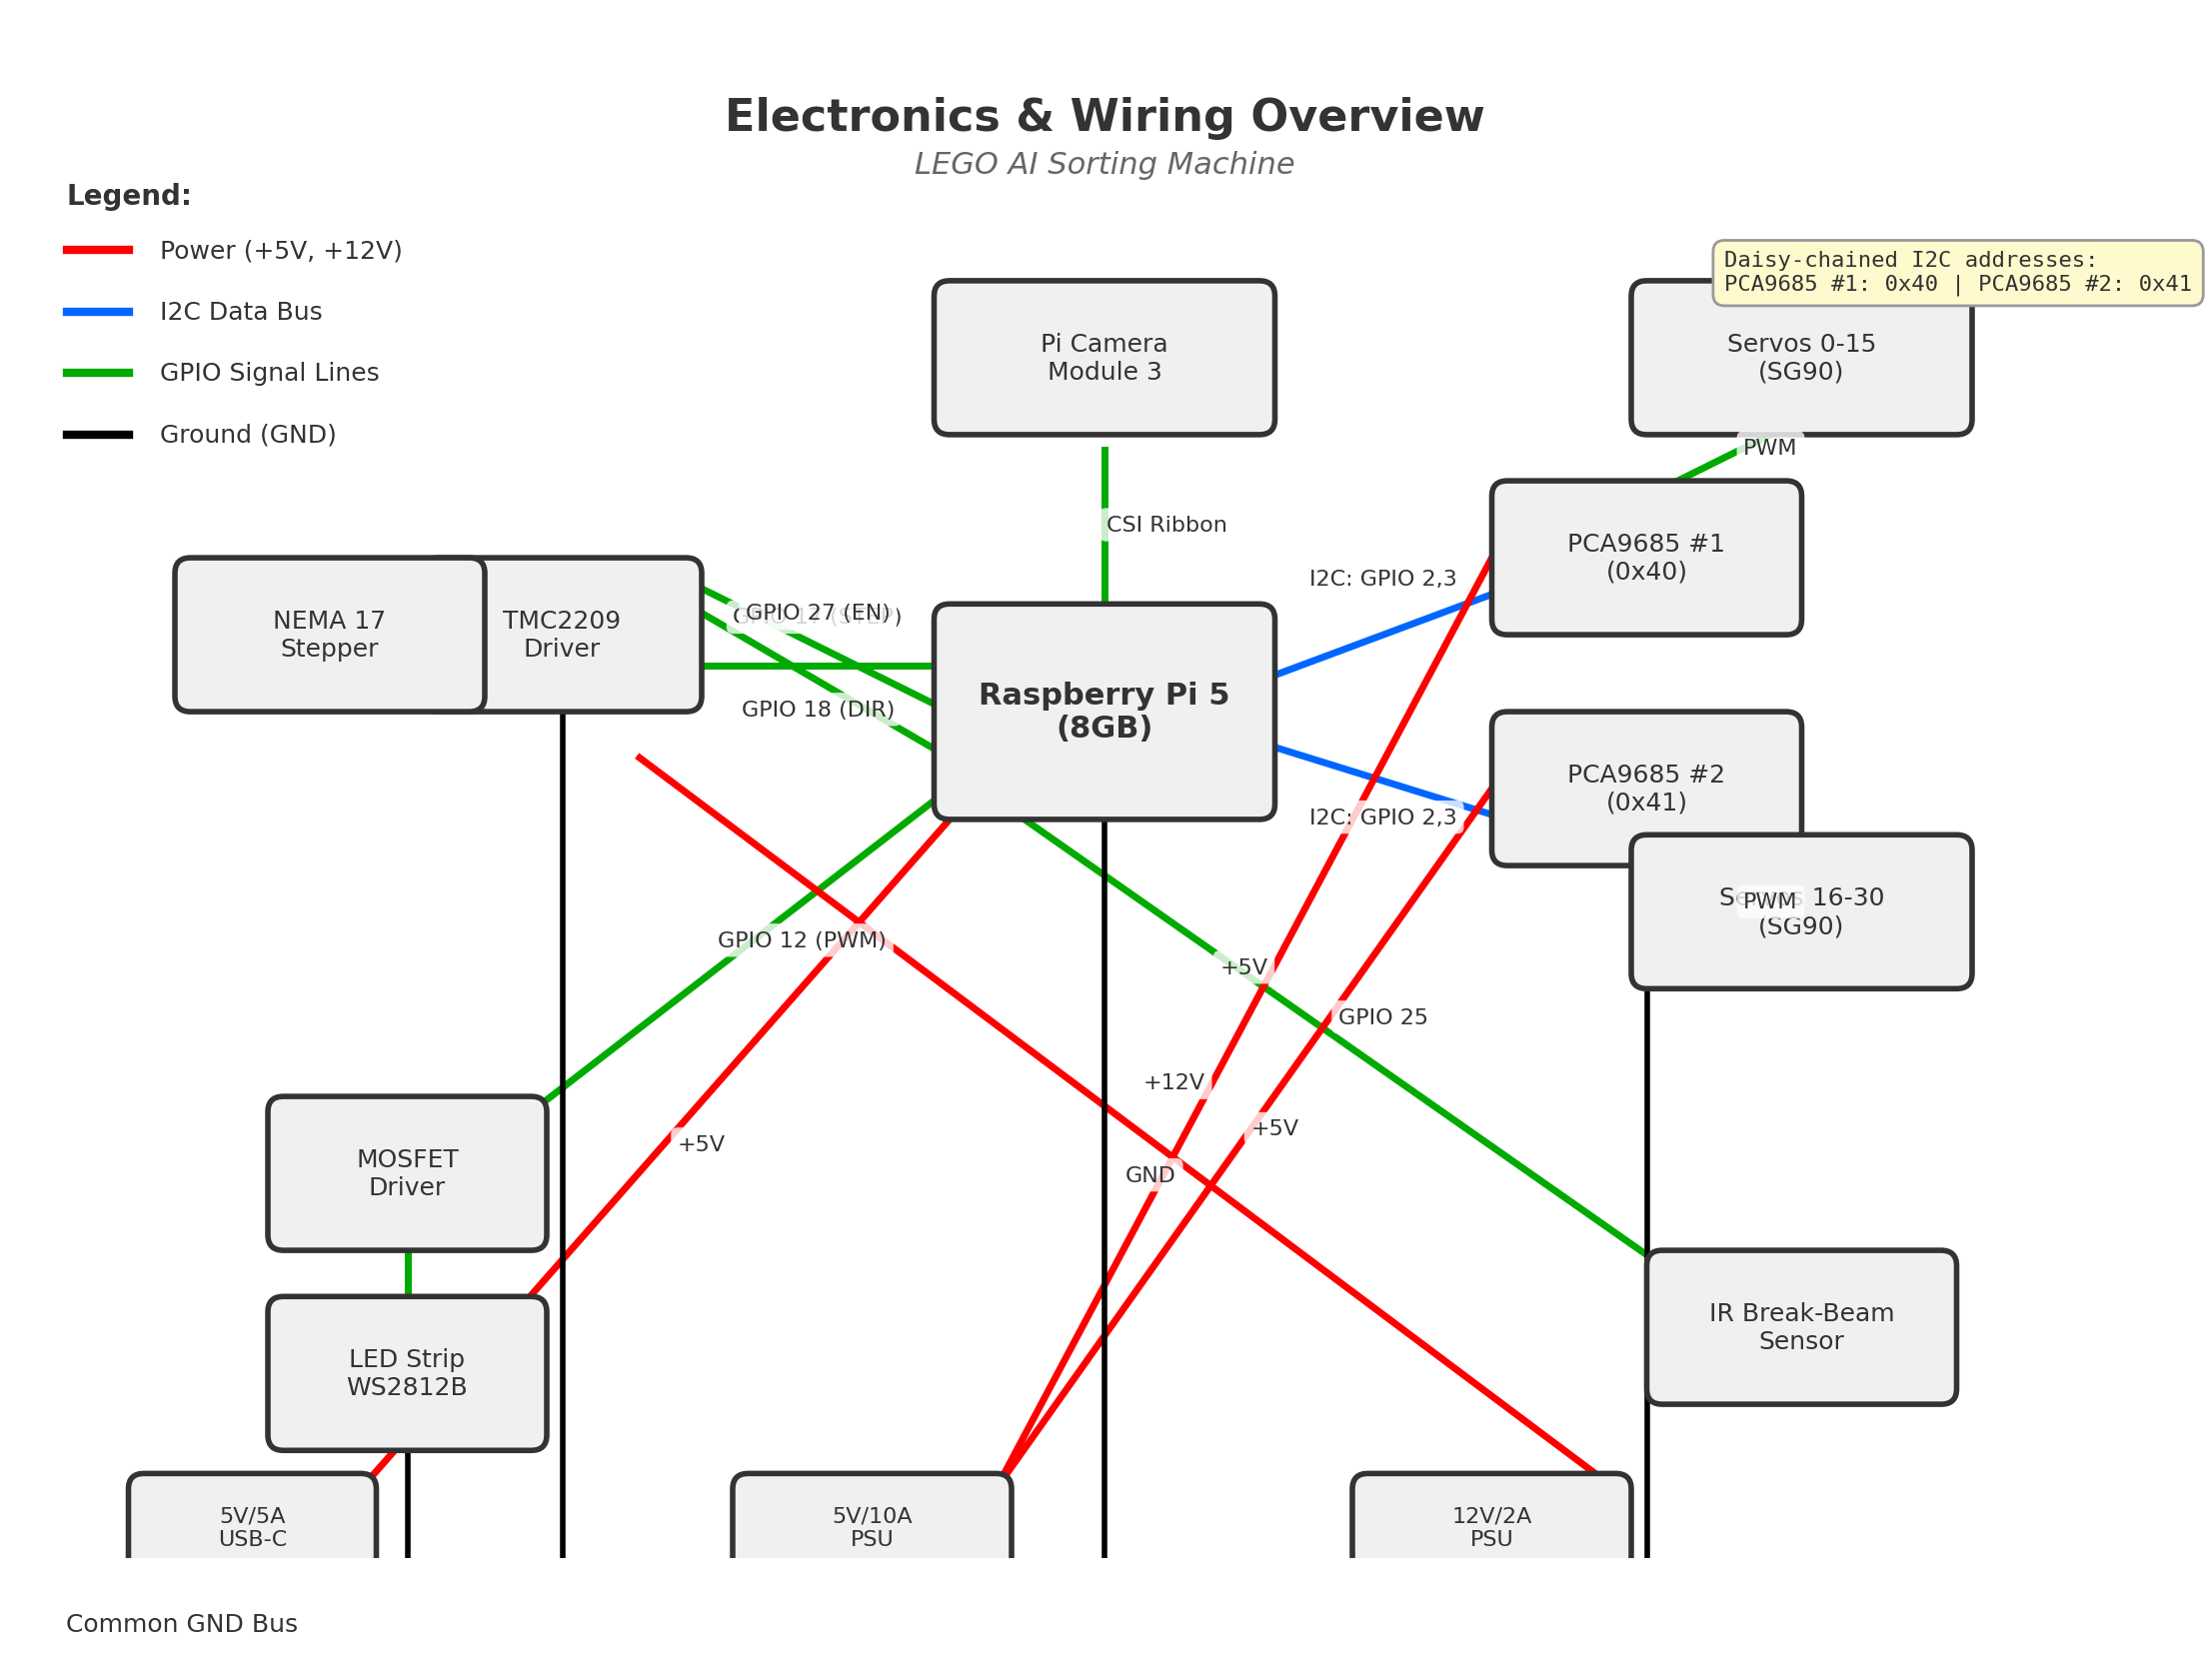 Electronics & Wiring Overview
LEGO AI Sorting Machine
Legend:
Power (+5V, +12V)
I2C Data Bus
GPIO Signal Lines
Ground (GND)
Daisy-chained I2C addresses:
PCA9685 #1: 0x40 | PCA9685 #2: 0x41
Pi Camera
Module 3
Servos 0-15
(SG90)
PWM
CSI Ribbon
PCA9685 #1
(0x40)
I2C: GPIO 2,3
NEMA 17
Stepper
TMC2209
Driver
GPIO 27 (EN)
GPIO 17 (STEP)
GPIO 18 (DIR)
Raspberry Pi 5
(8GB)
PCA9685 #2
(0x41)
I2C: GPIO 2,3
Servos 16-30
(SG90)
PWM
GPIO 12 (PWM)
+5V
GPIO 25
+12V
+5V
+5V
GND
MOSFET
Driver
IR Break-Beam
Sensor
LED Strip
WS2812B
5V/5A
USB-C
5V/10A
PSU
12V/2A
PSU
Common GND Bus